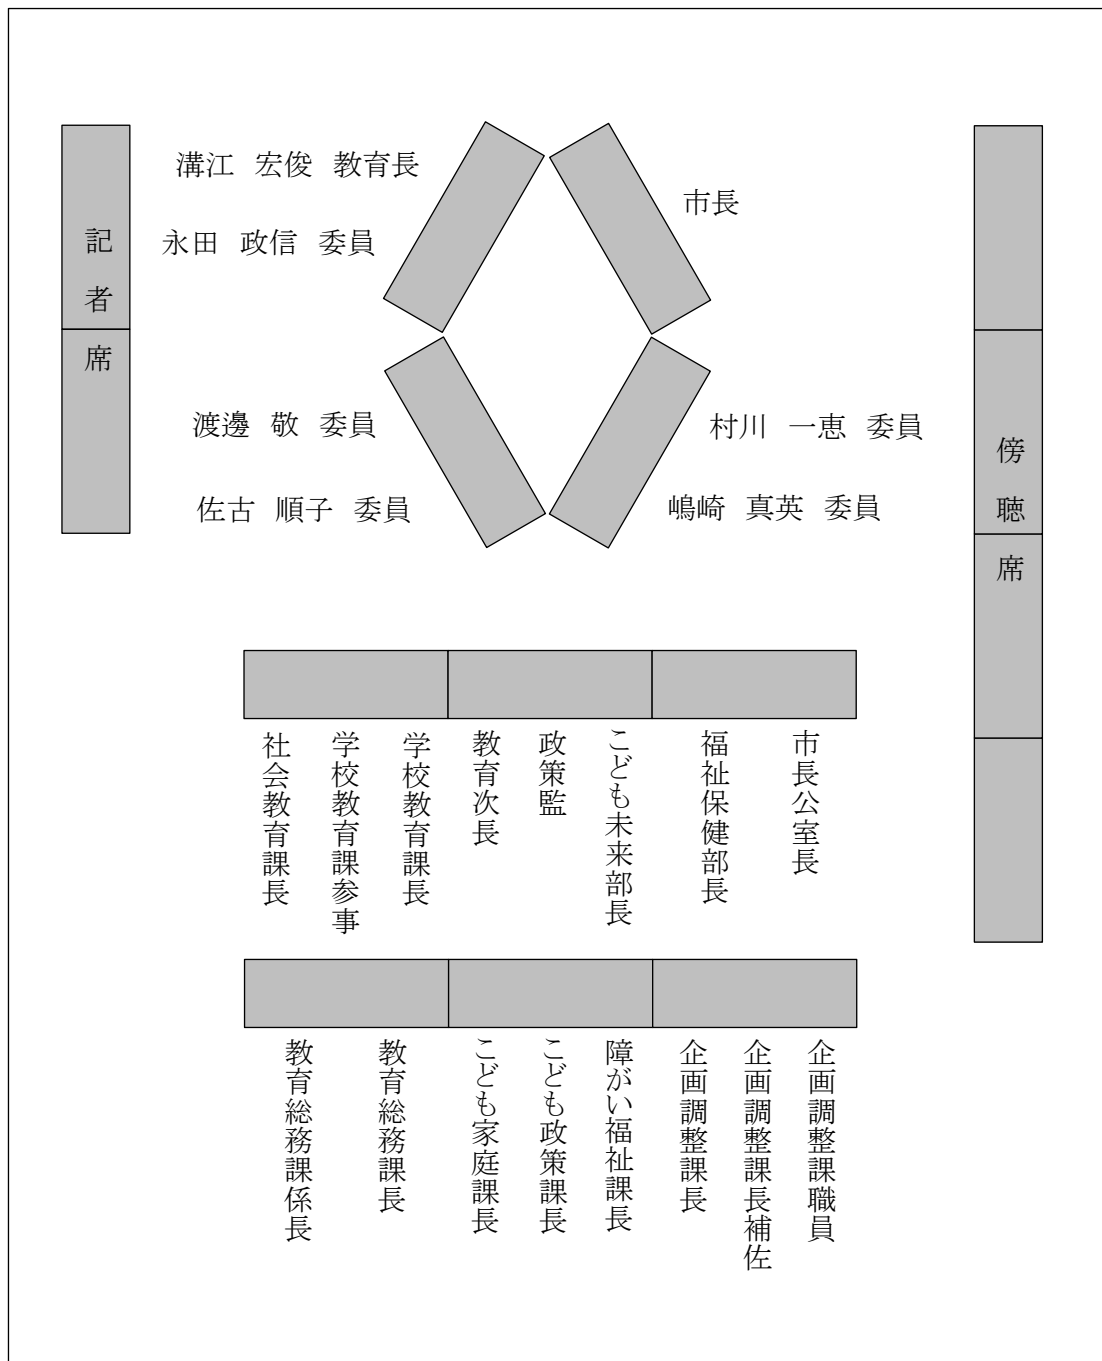 溝江 宏俊 教育長
市長
永田 政信 委員
記者席
渡邊 敬 委員
村川 一恵 委員
佐古 順子 委員
嶋崎 真英 委員
傍聴席
社会教育課長
学校教育課参事
学校教育課長
教育次長
政策監
こども未来部長
福祉保健部長
市長公室長
教育総務課係長
教育総務課長
こども家庭課長
こども政策課長
障がい福祉課長
企画調整課長
企画調整課長補佐
企画調整課職員